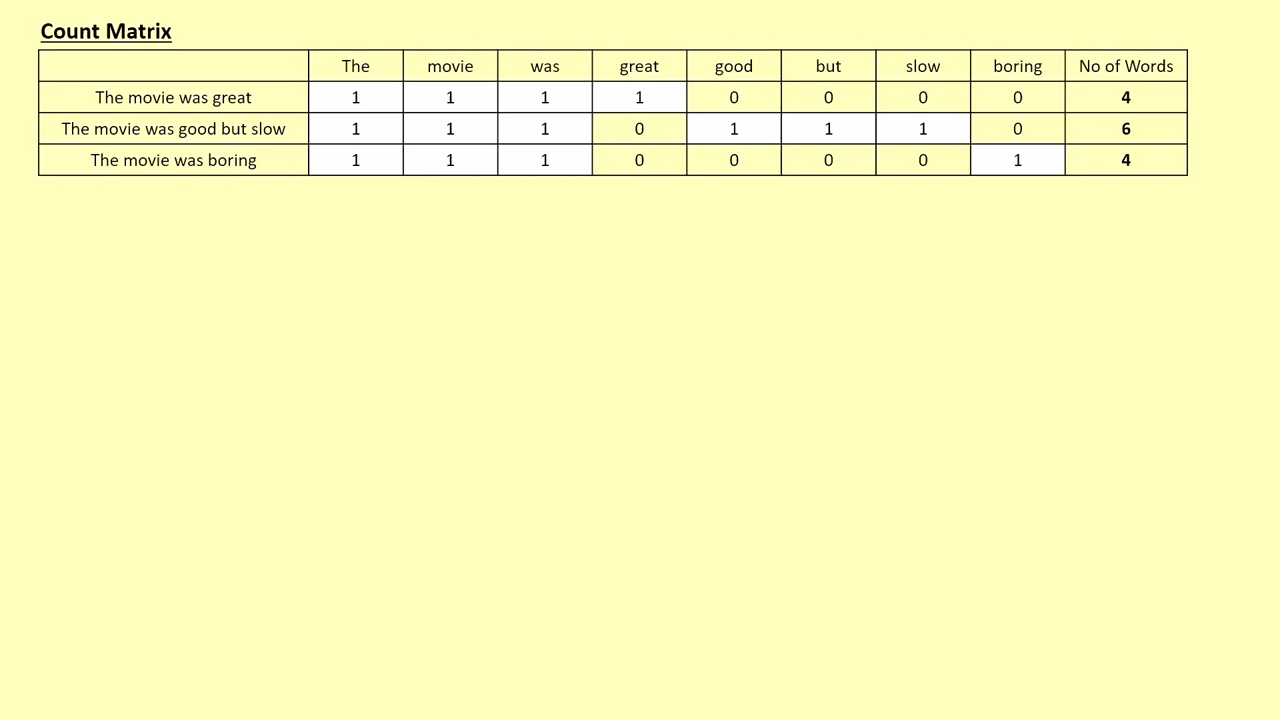 Count Matrix
The movie was great good but slow boring No of Words
The movie was great 1 1 1 1 0 0 0 0 4
The movie was good but slow 1 1 1 0 1 1 1 0 6
The movie was boring 1 1 1 0 0 0 0 1 4